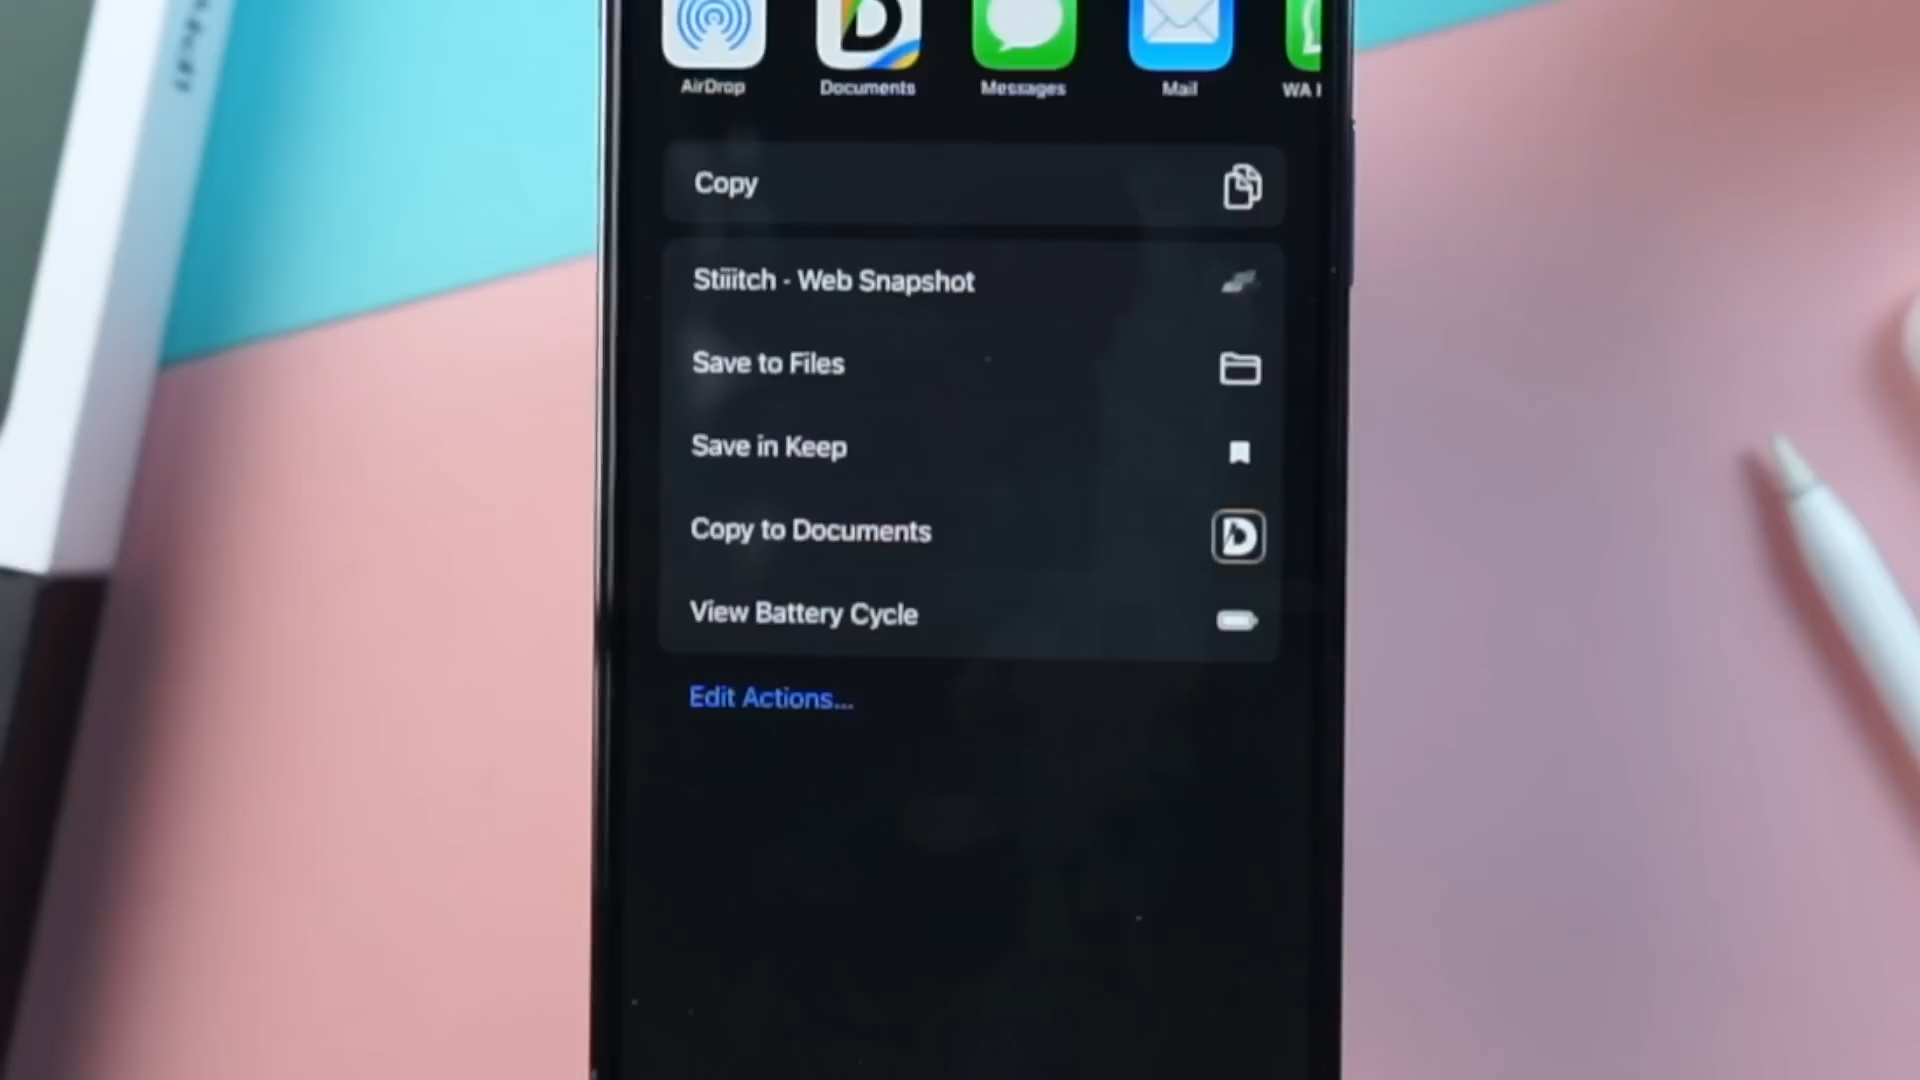 AirDrop
Documents
Messages
Mail
WA
Copy
Stiiitch - Web Snapshot
Save to Files
Save in Keep
Copy to Documents
View Battery Cycle
Edit Actions...